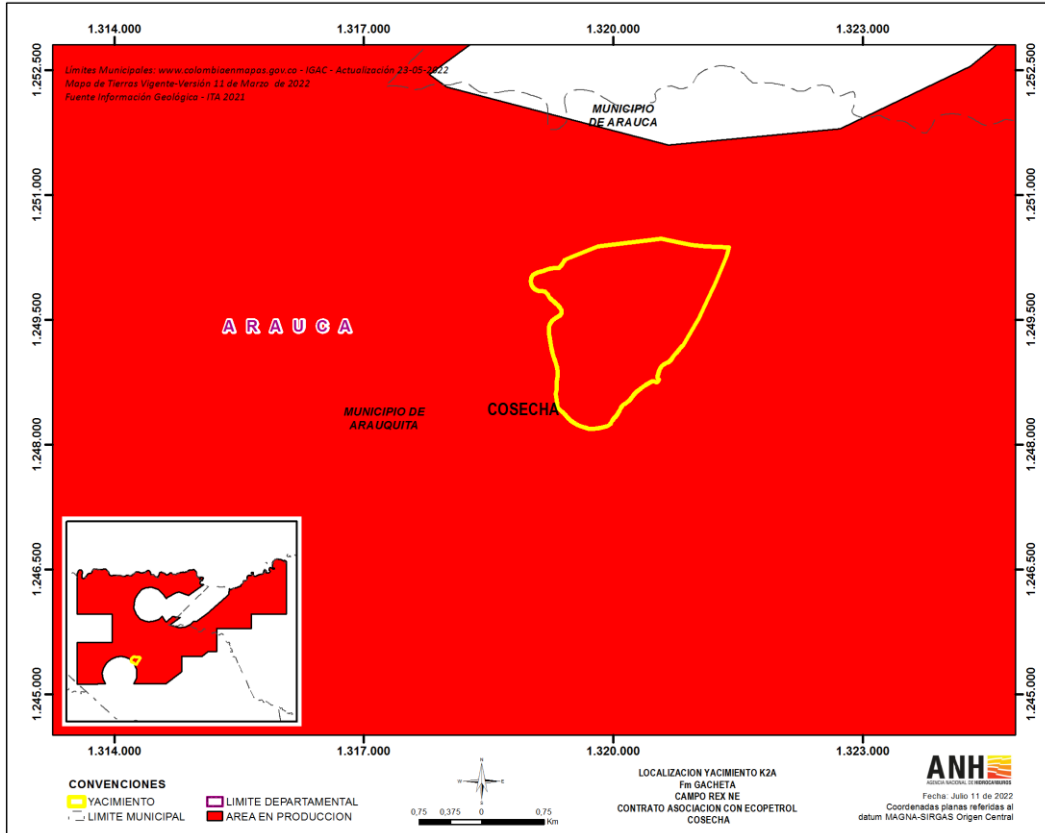 1.314.000 1.317.000 1.320.000 1.323.000
1.252.500 1.252.500
Limites Municipales: www.colombiaenmapas.gov.co - IGAC - Actualización 23-05-2022
Mapa de Tierras Vigente-Versión 11 de Marzo de 2022
Fuente Información Geológica - ITA 2021
MUNICIPIO
DE ARAUCA
1.251.000 1.251.000
1.249.500 1.249.500
ARAUCA
COSECHA
MUNICIPIO DE
ARAUQUITA
1.248.000 1.248.000
1.246.500 1.246.500
1.245.000 1.245.000
1.314.000 1.317.000 1.320.000 1.323.000
CONVENCIONES
YACIMIENTO
LIMITE DEPARTAMENTAL
LIMITE MUNICIPAL
AREA EN PRODUCCION
N
W E
S
0,75 0,375 0 0,75
Km
LOCALIZACION YACIMIENTO K2A
Fm GACHETA
CAMPO REX NE
CONTRATO ASOCIACION CON ECOPETROL
COSECHA
ANH
AGENCIA NACIONAL DE HIDROCARBUROS
Fecha: Julio 11 de 2022
Coordenadas planas referidas al
datum MAGNA-SIRGAS Origen Central